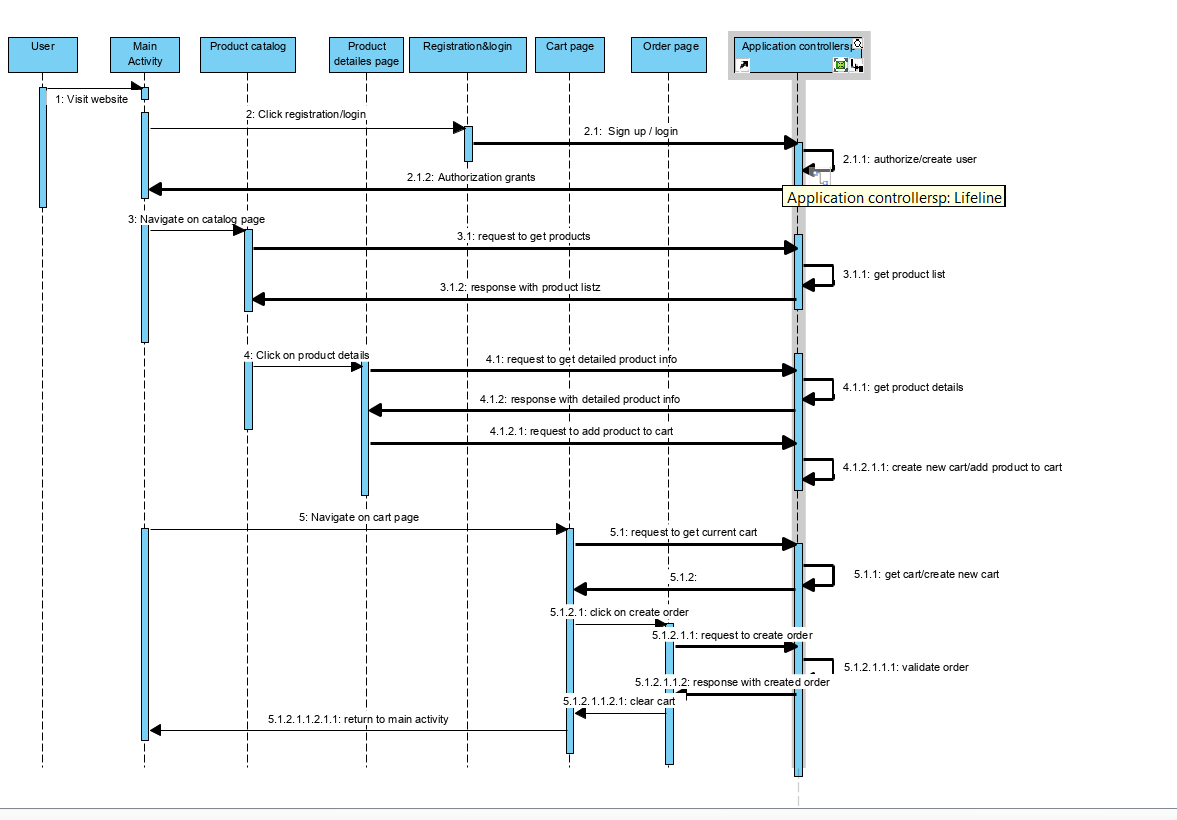 User
Main
Activity
Product catalog
Product
detailes page
Registration&login
Cart page
Order page
Application controllersp
1: Visit website
2: Click registration/login
2.1: Sign up / login
2.1.1: authorize/create user
2.1.2: Authorization grants
Application controllersp: Lifeline
3: Navigate on catalog page
3.1: request to get products
3.1.1: get product list
3.1.2: response with product listz
4: Click on product details
4.1: request to get detailed product info
4.1.1: get product details
4.1.2: response with detailed product info
4.1.2.1: request to add product to cart
4.1.2.1.1: create new cart/add product to cart
5: Navigate on cart page
5.1: request to get current cart
5.1.1: get cart/create new cart
5.1.2:
5.1.2.1: click on create order
5.1.2.1.1: request to create order
5.1.2.1.1.1: validate order
5.1.2.1.1.2: response with created order
5.1.2.1.1.2.1: clear cart
5.1.2.1.1.2.1.1: return to main activity